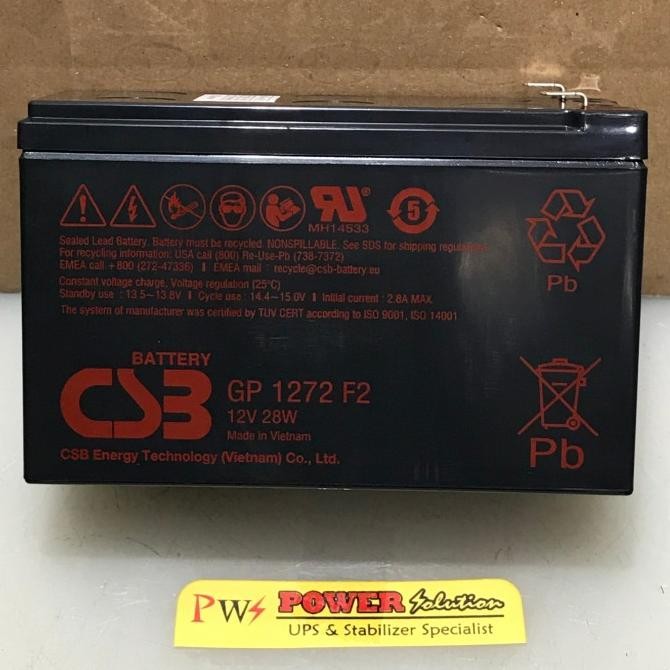 MH14533
5
Sealed Lead Battery. Battery must be recycled. NONSPILLABLE. See SDS for shipping regulations.
For recycling information: USA call (800) Re-Use-Pb (738-7372)
EMEA call +800 (272-47336) I EMEA mail : recycle@csb-battery.eu
Constant voltage charge, Voltage regulation (25°C)
Standby use : 13.5~13.8V I Cycle use : 14.4~15.0V I Initial current : 2.8A MAX.
The system of manufacturer was certified by TUV CERT according to ISO 9001, ISO 14001
Pb
BATTERY
CSB
GP 1272 F2
12V 28W
Made in Vietnam
CSB Energy Technology (Vietnam) Co., Ltd.
Pb
PWS POWER Solution
UPS & Stabilizer Specialist